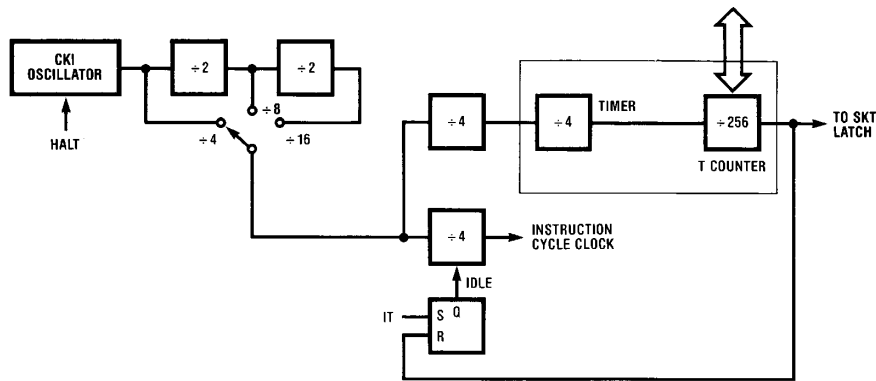 CKI
OSCILLATOR
÷2
÷2
HALT
÷4
÷8
÷16
÷4
÷4
TIMER
÷256
T COUNTER
TO SKT
LATCH
÷4
INSTRUCTION
CYCLE CLOCK
IDLE
IT
S
Q
R